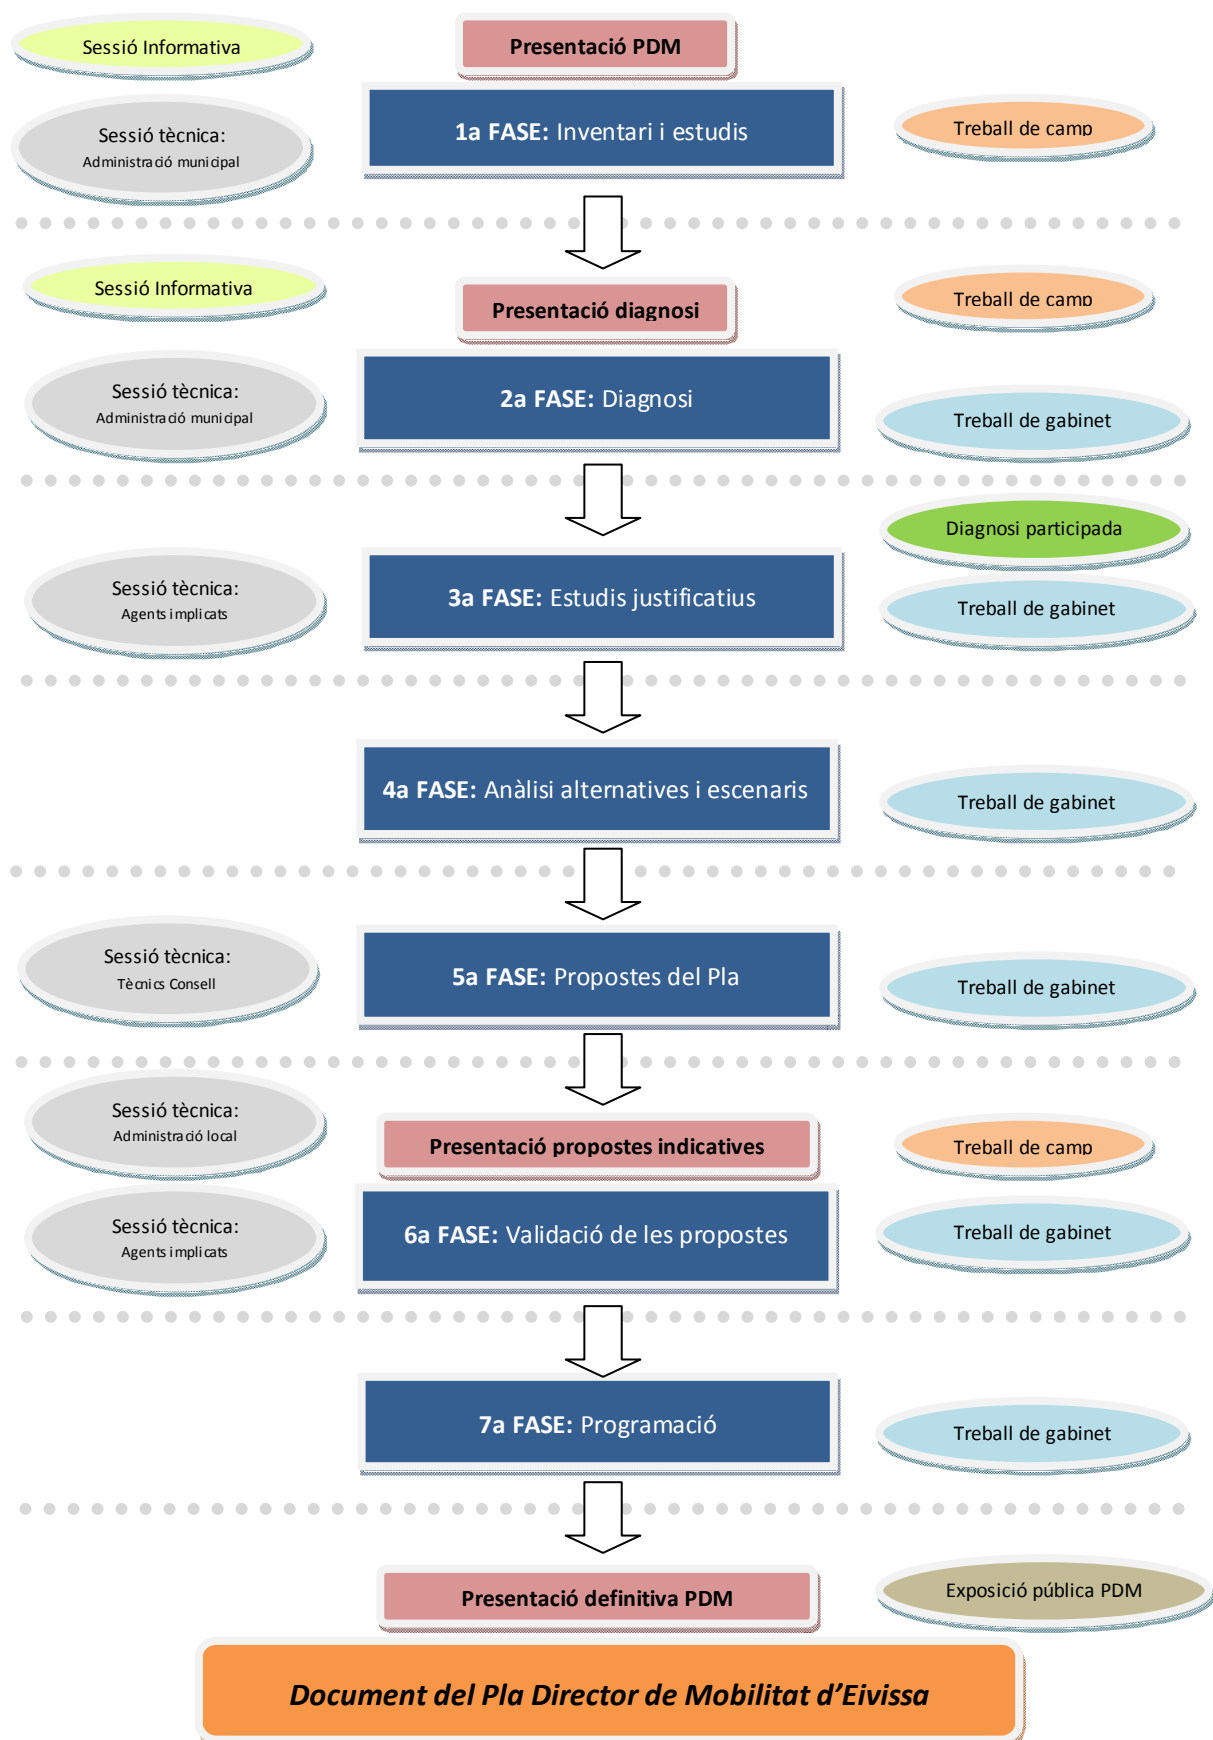 Sessió Informativa
Presentació PDM
Sessió tècnica:
Administració municipal
1a FASE: Inventari i estudis
Treball de camp
Sessió Informativa
Presentació diagnosi
Treball de camp
Sessió tècnica:
Administració municipal
2a FASE: Diagnosi
Treball de gabinet
Diagnosi participada
Sessió tècnica:
Agents implicats
3a FASE: Estudis justificatius
Treball de gabinet
4a FASE: Anàlisi alternatives i escenaris
Treball de gabinet
Sessió tècnica:
Tècnics Consell
5a FASE: Propostes del Pla
Treball de gabinet
Sessió tècnica:
Administració local
Presentació propostes indicatives
Treball de camp
Sessió tècnica:
Agents implicats
6a FASE: Validació de les propostes
Treball de gabinet
7a FASE: Programació
Treball de gabinet
Presentació definitiva PDM
Exposició pública PDM
Document del Pla Director de Mobilitat d’Eivissa